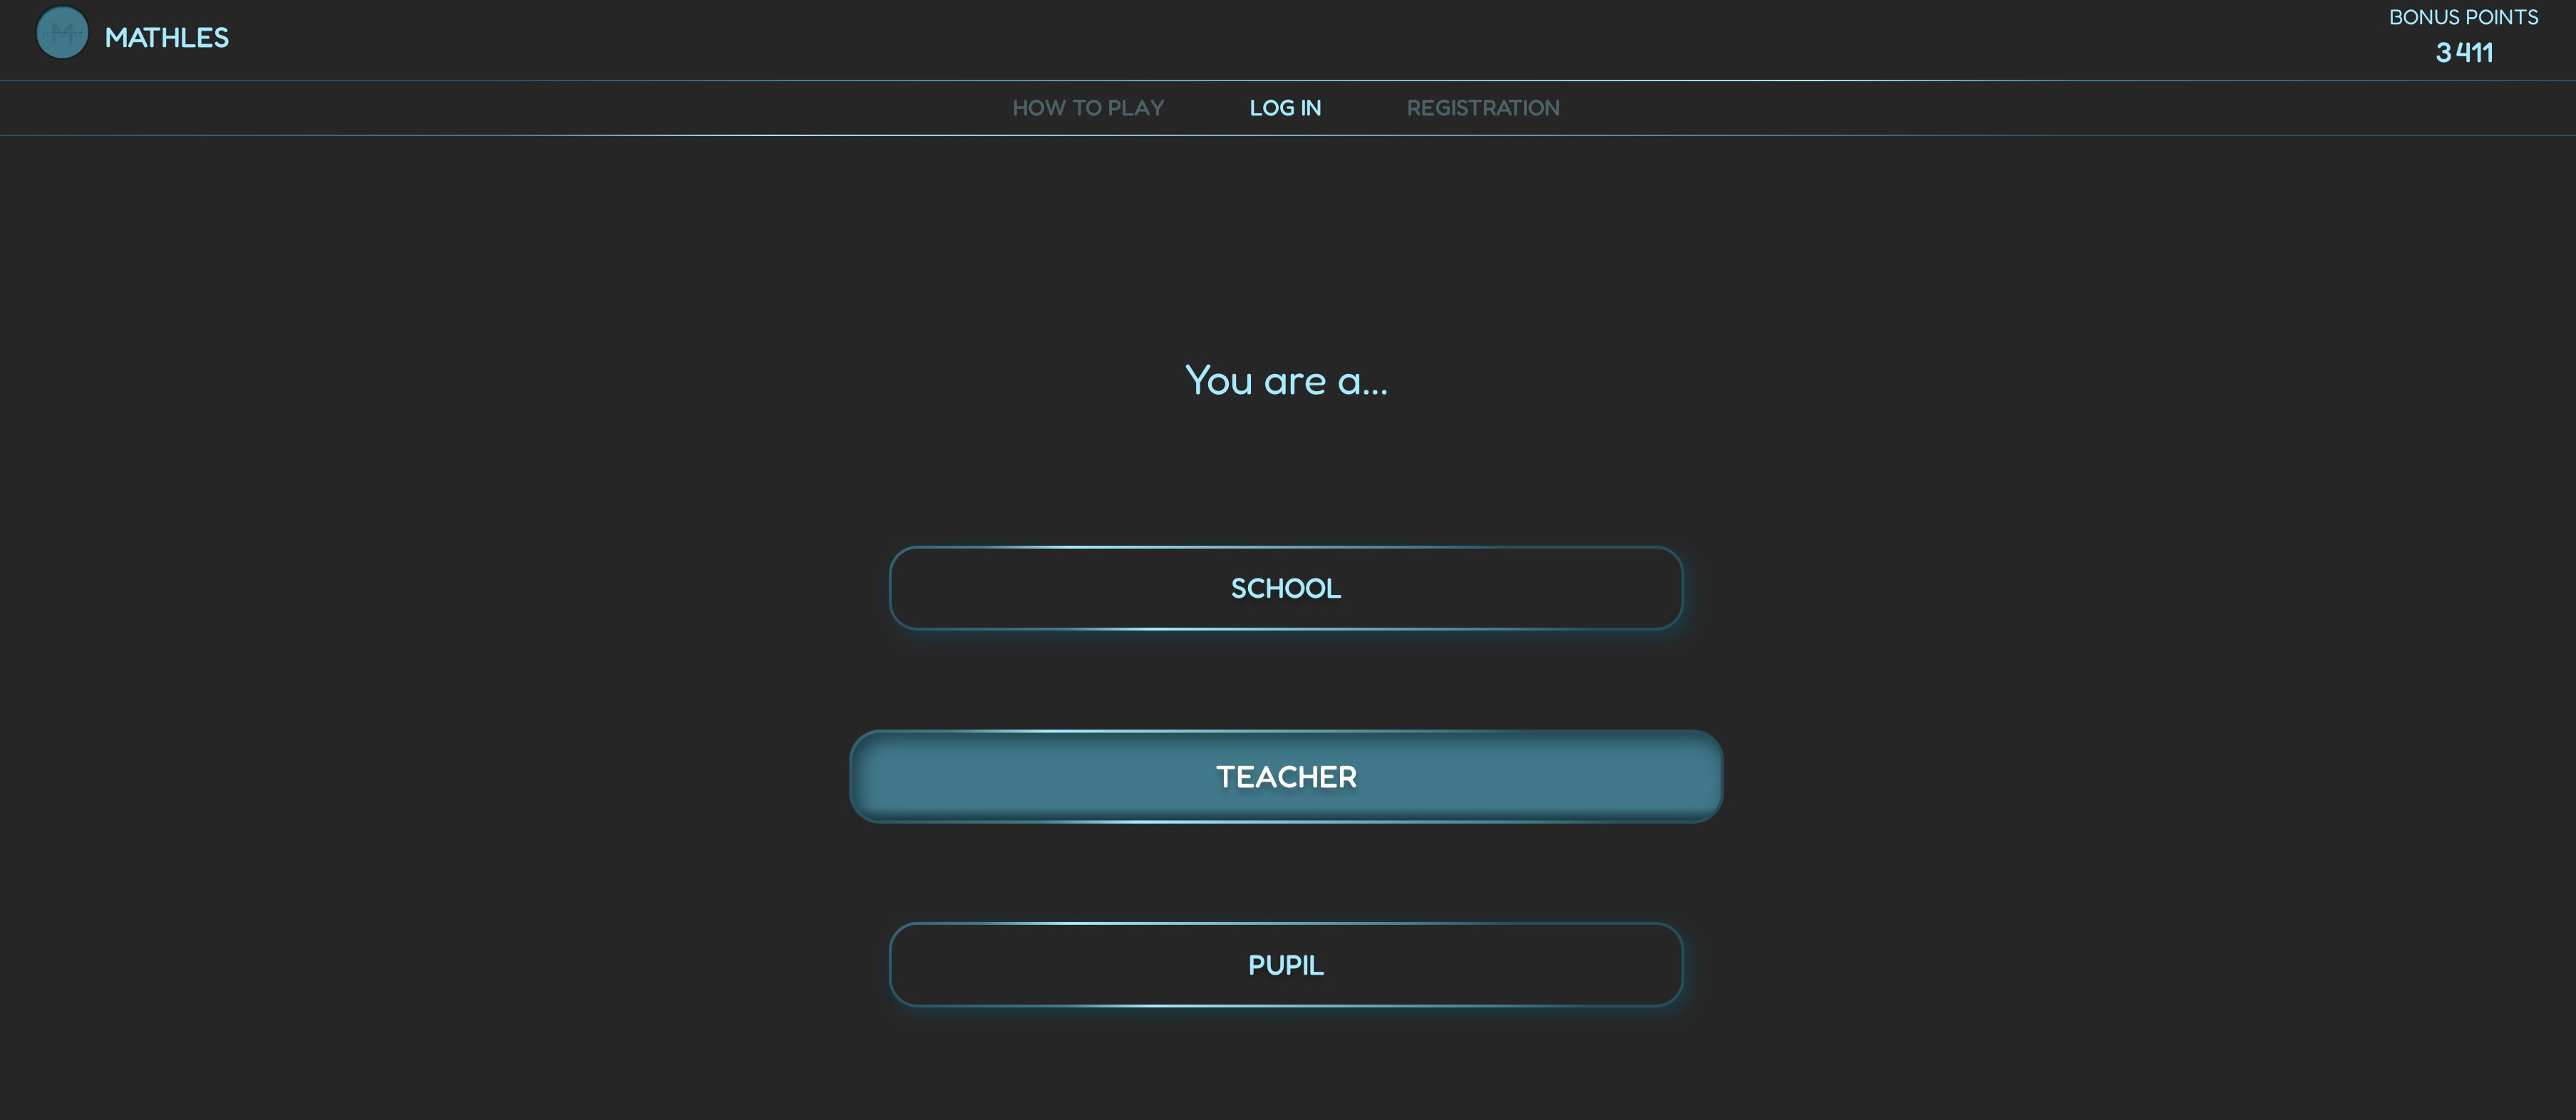 MATHLES
BONUS POINTS
3 411
HOW TO PLAY
LOG IN
REGISTRATION
You are a...
SCHOOL
TEACHER
PUPIL